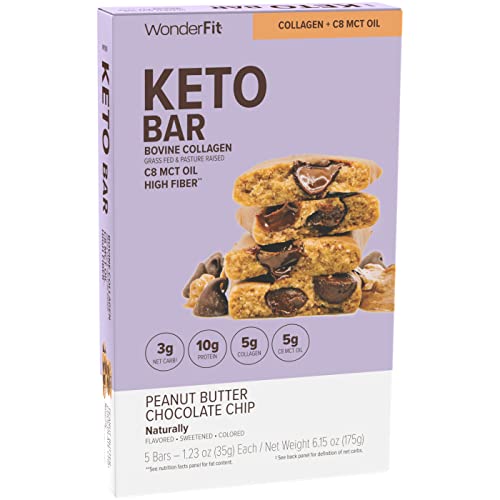 WonderFit
COLLAGEN + C8 MCT OIL
KETO
BAR
BOVINE COLLAGEN
GRASS FED & PASTURE RAISED
C8 MCT OIL
HIGH FIBER**
3g
NET CARB‡
10g
PROTEIN
5g
COLLAGEN
5g
C8 MCT OIL
PEANUT BUTTER
CHOCOLATE CHIP
Naturally
FLAVORED • SWEETENED • COLORED
5 Bars – 1.23 oz (35g) Each / Net Weight 6.15 oz (175g)
**See nutrition facts panel for fat content.
‡ See back panel for definition of net carbs.
KETO BAR
BOVINE COLLAGEN